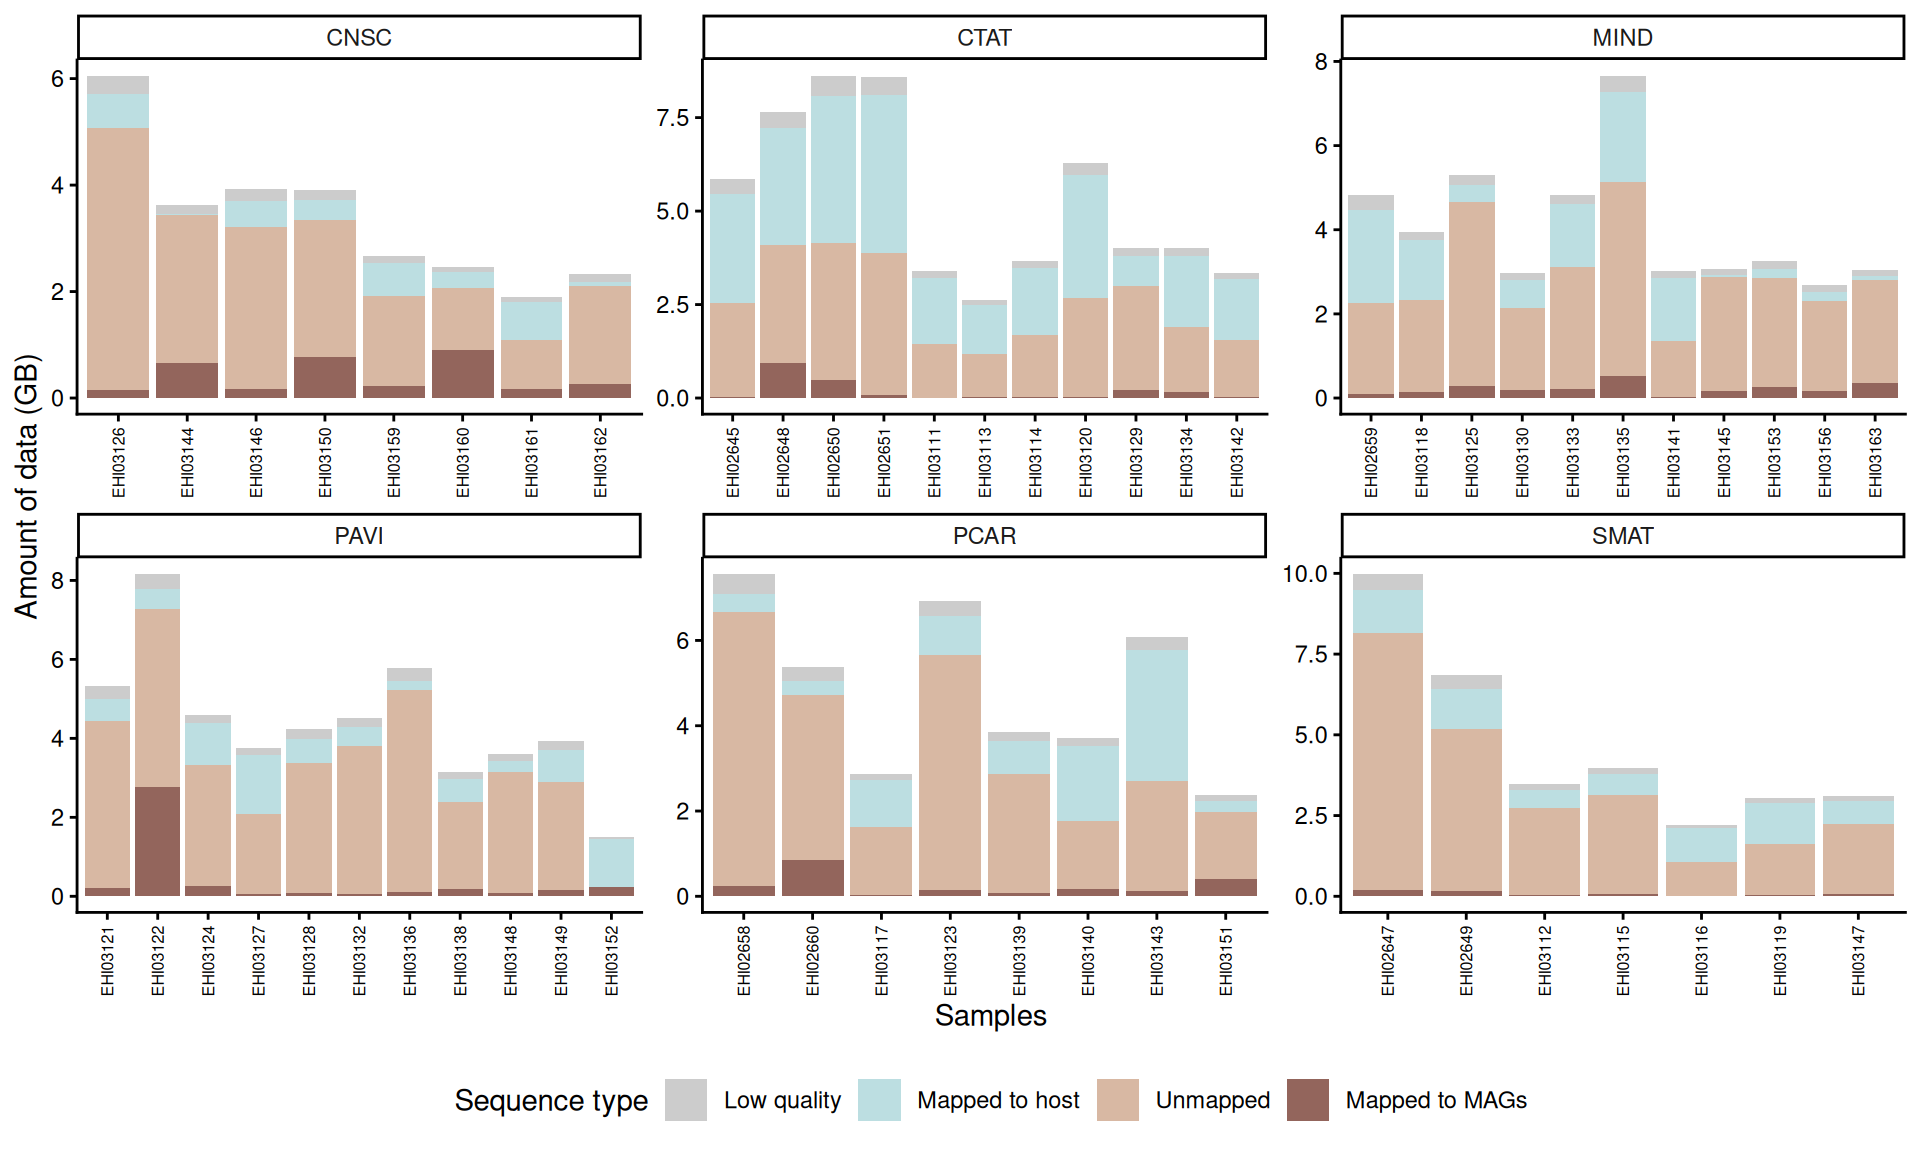 CNSC
CTAT
MIND
Amount of data (GB)
6
4
2
0
7.5
5.0
2.5
0.0
8
6
4
2
0
EHI03126 EHI03144 EHI03146 EHI03150 EHI03159 EHI03160 EHI03161 EHI03162
EHI02645 EHI02648 EHI02650 EHI02651 EHI03111 EHI03113 EHI03114 EHI03120 EHI03129 EHI03134 EHI03142
EHI02659 EHI03118 EHI03125 EHI03130 EHI03133 EHI03135 EHI03141 EHI03145 EHI03153 EHI03156 EHI03163
PAVI
PCAR
SMAT
8
6
4
2
0
6
4
2
0
10.0
7.5
5.0
2.5
0.0
EHI03121 EHI03122 EHI03124 EHI03127 EHI03128 EHI03132 EHI03136 EHI03138 EHI03148 EHI03149 EHI03152
EHI02658 EHI02660 EHI03117 EHI03123 EHI03139 EHI03140 EHI03143 EHI03151
EHI02647 EHI02649 EHI03112 EHI03115 EHI03116 EHI03119 EHI03147
Samples
Sequence type Low quality Mapped to host Unmapped Mapped to MAGs